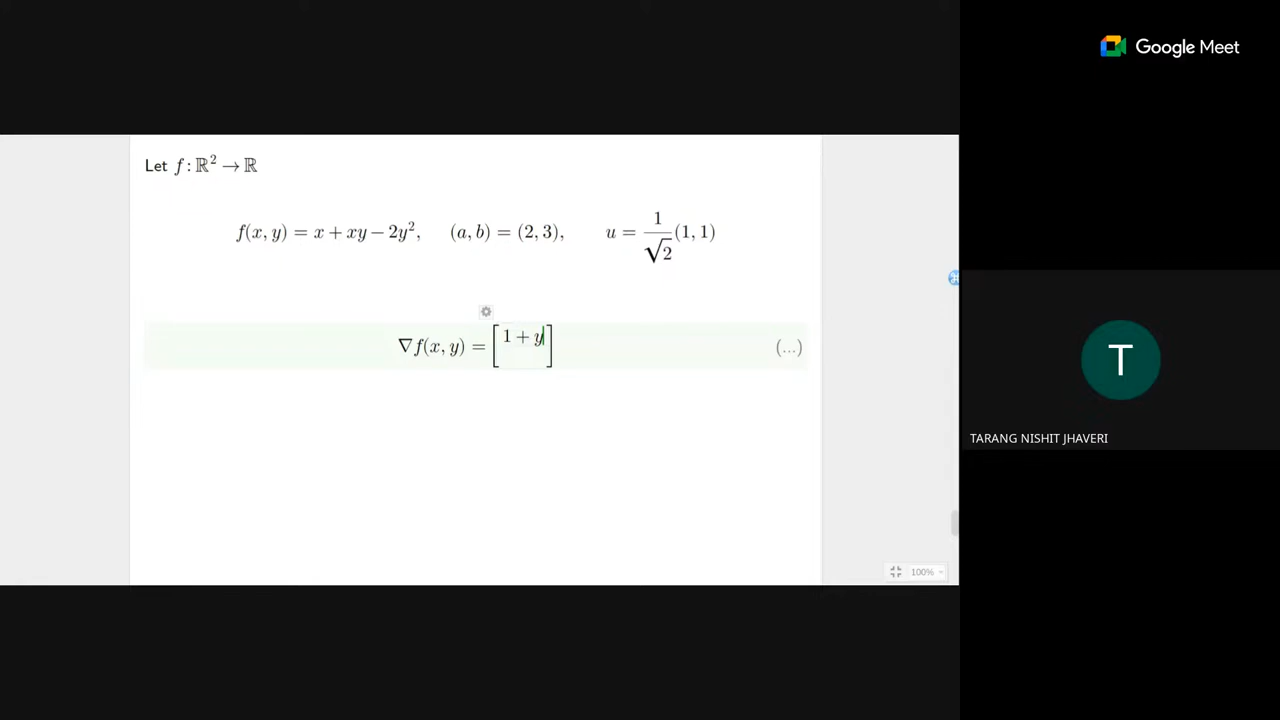 Google Meet
Let f : ℝ² → ℝ
f(x, y) = x + xy − 2y², (a, b) = (2, 3), u = 1/√2 (1, 1)
∇f(x, y) = [1 + y]
(...)
T
TARANG NISHIT JHAVERI
100%